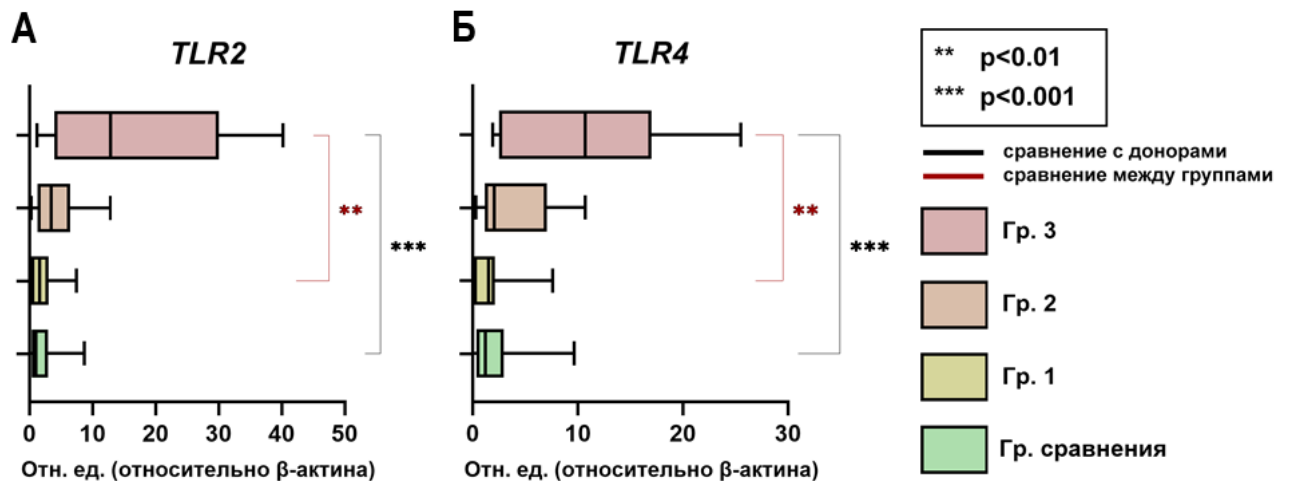 А
TLR2
**
***
0 10 20 30 40 50
Отн. ед. (относительно β-актина)
Б
TLR4
**
***
0 10 20 30
Отн. ед. (относительно β-актина)
** p<0.01
*** p<0.001
сравнение с донорами
сравнение между группами
Гр. 3
Гр. 2
Гр. 1
Гр. сравнения